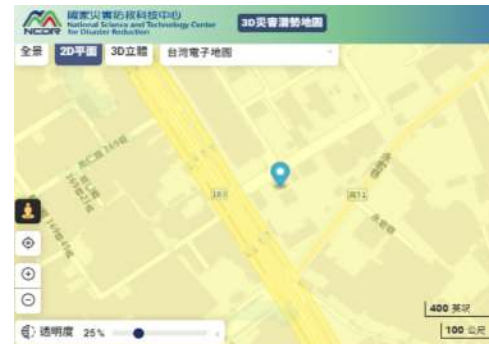 國家災害防救科技中心
National Science and Technology Center
for Disaster Reduction
NCDR
3D災害潛勢地圖
全景 2D平面 3D立體 台灣電子地圖
183
高51
400 英呎
透明度 25%
100 公尺